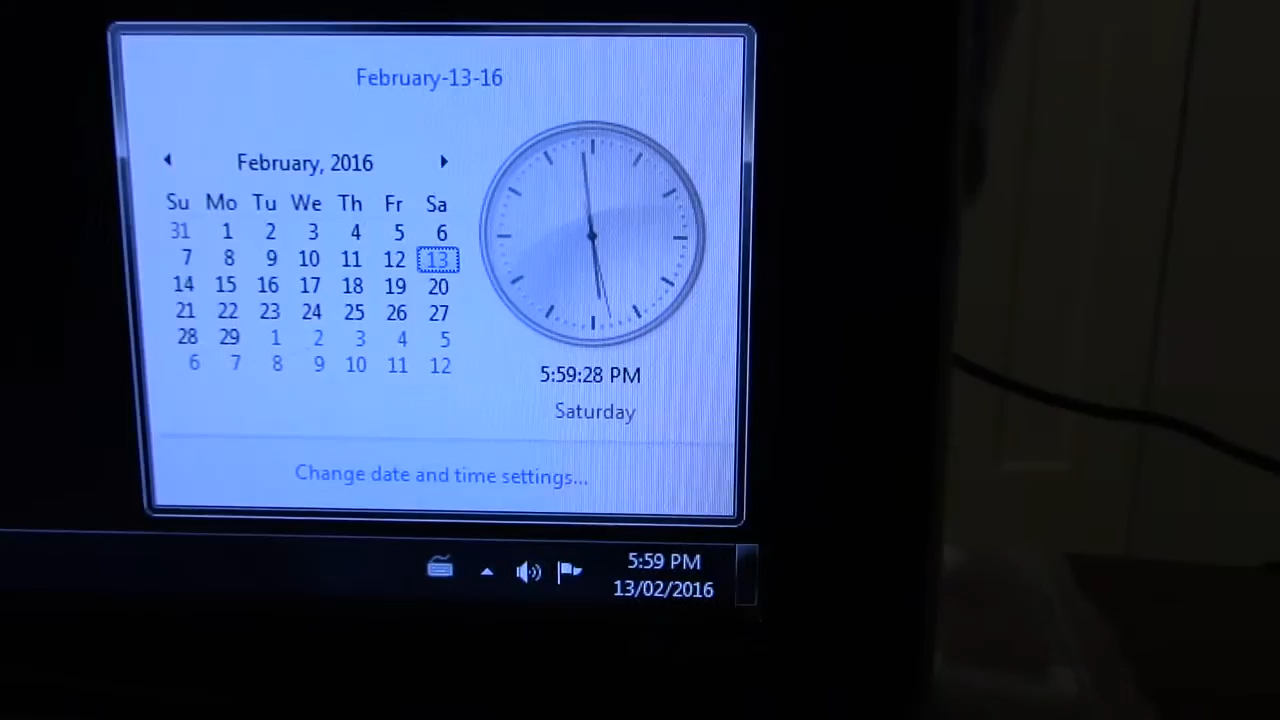 February-13-16
February, 2016
Su Mo Tu We Th Fr Sa
31 1 2 3 4 5 6
7 8 9 10 11 12 13
14 15 16 17 18 19 20
21 22 23 24 25 26 27
28 29 1 2 3 4 5
6 7 8 9 10 11 12
5:59:28 PM
Saturday
Change date and time settings...
5:59 PM
13/02/2016